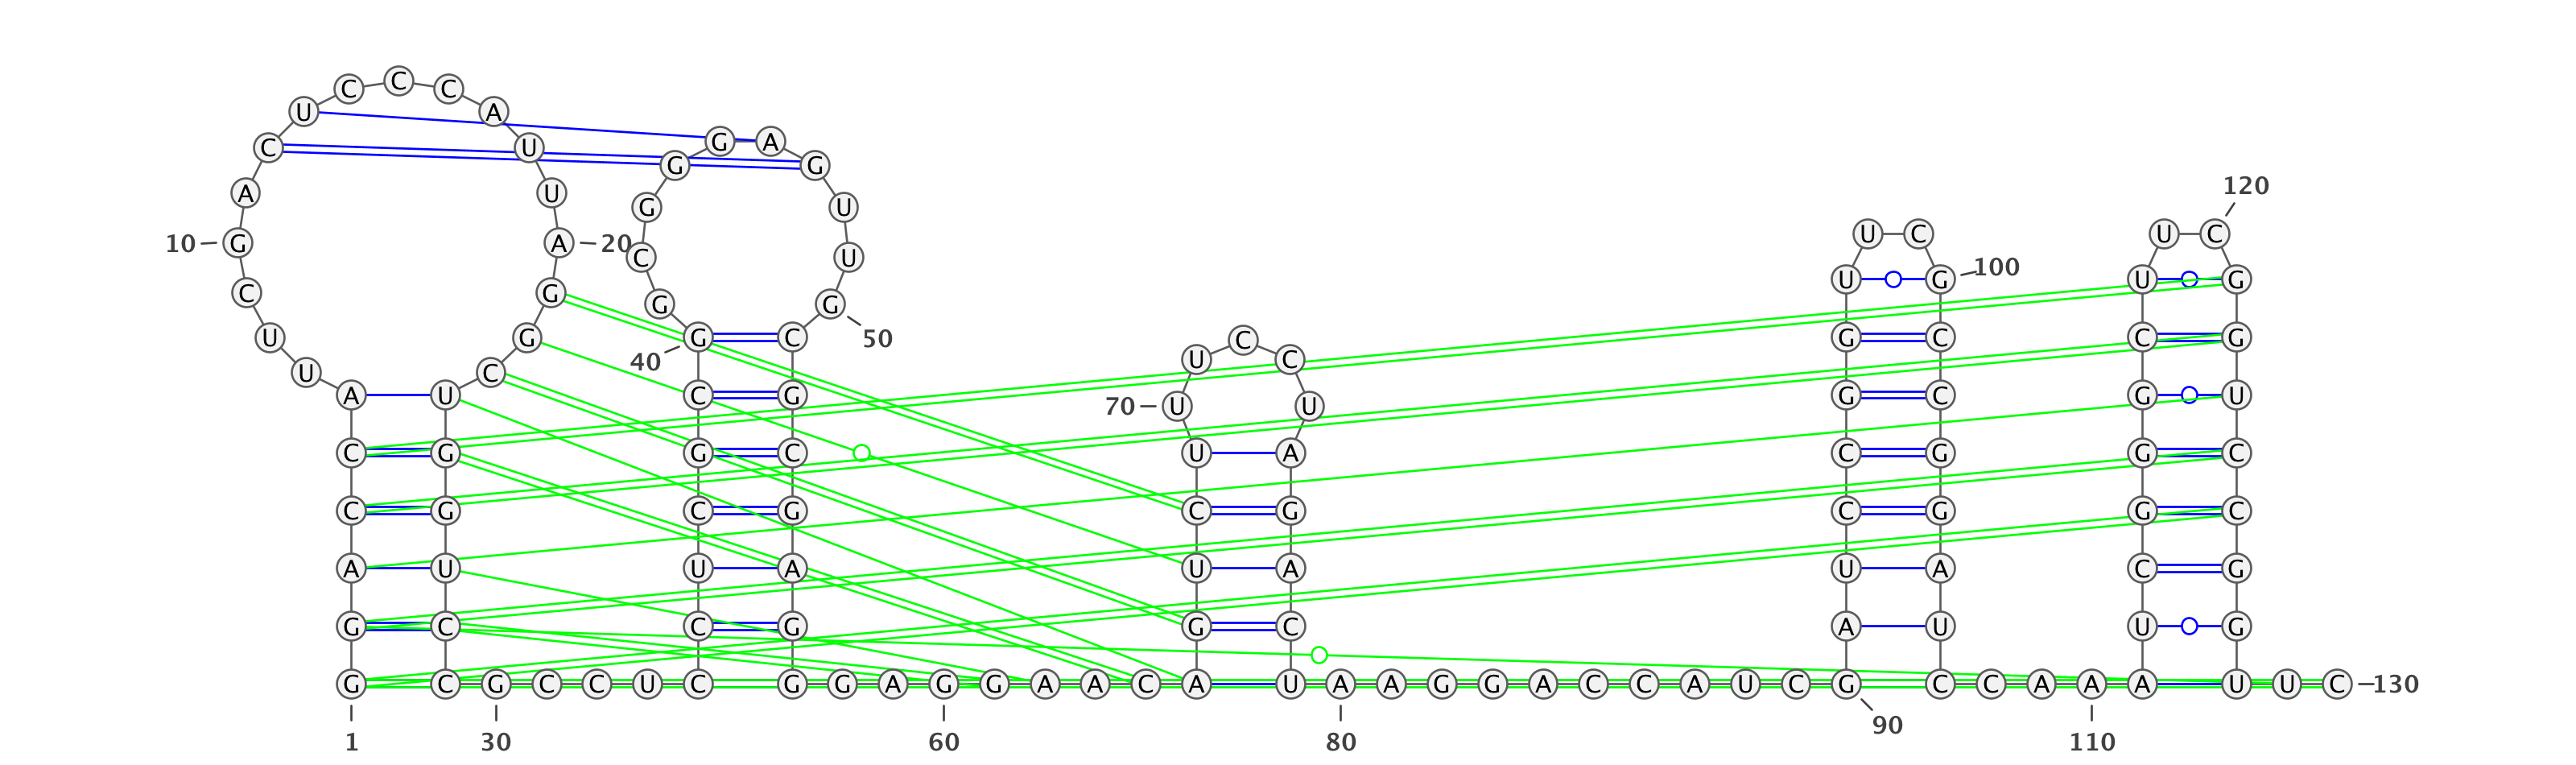 C C C
U A
C U G A
G G
A U 120
G U
U C U C
10 G A 20
C U 100
U G U G
C G
G G
U G G C 50 C G C C G
40 U C
U C
A U C G G C G U
70 U U
C G G C U A C G G C
C G C G C G C G G C
A U U A U A U A C G
G C C G G C A U U G
G C G C C U C G G A G G A A C A U A A G G A C C A U C G C C A A A U U C 130
90
1 30 60 80 110